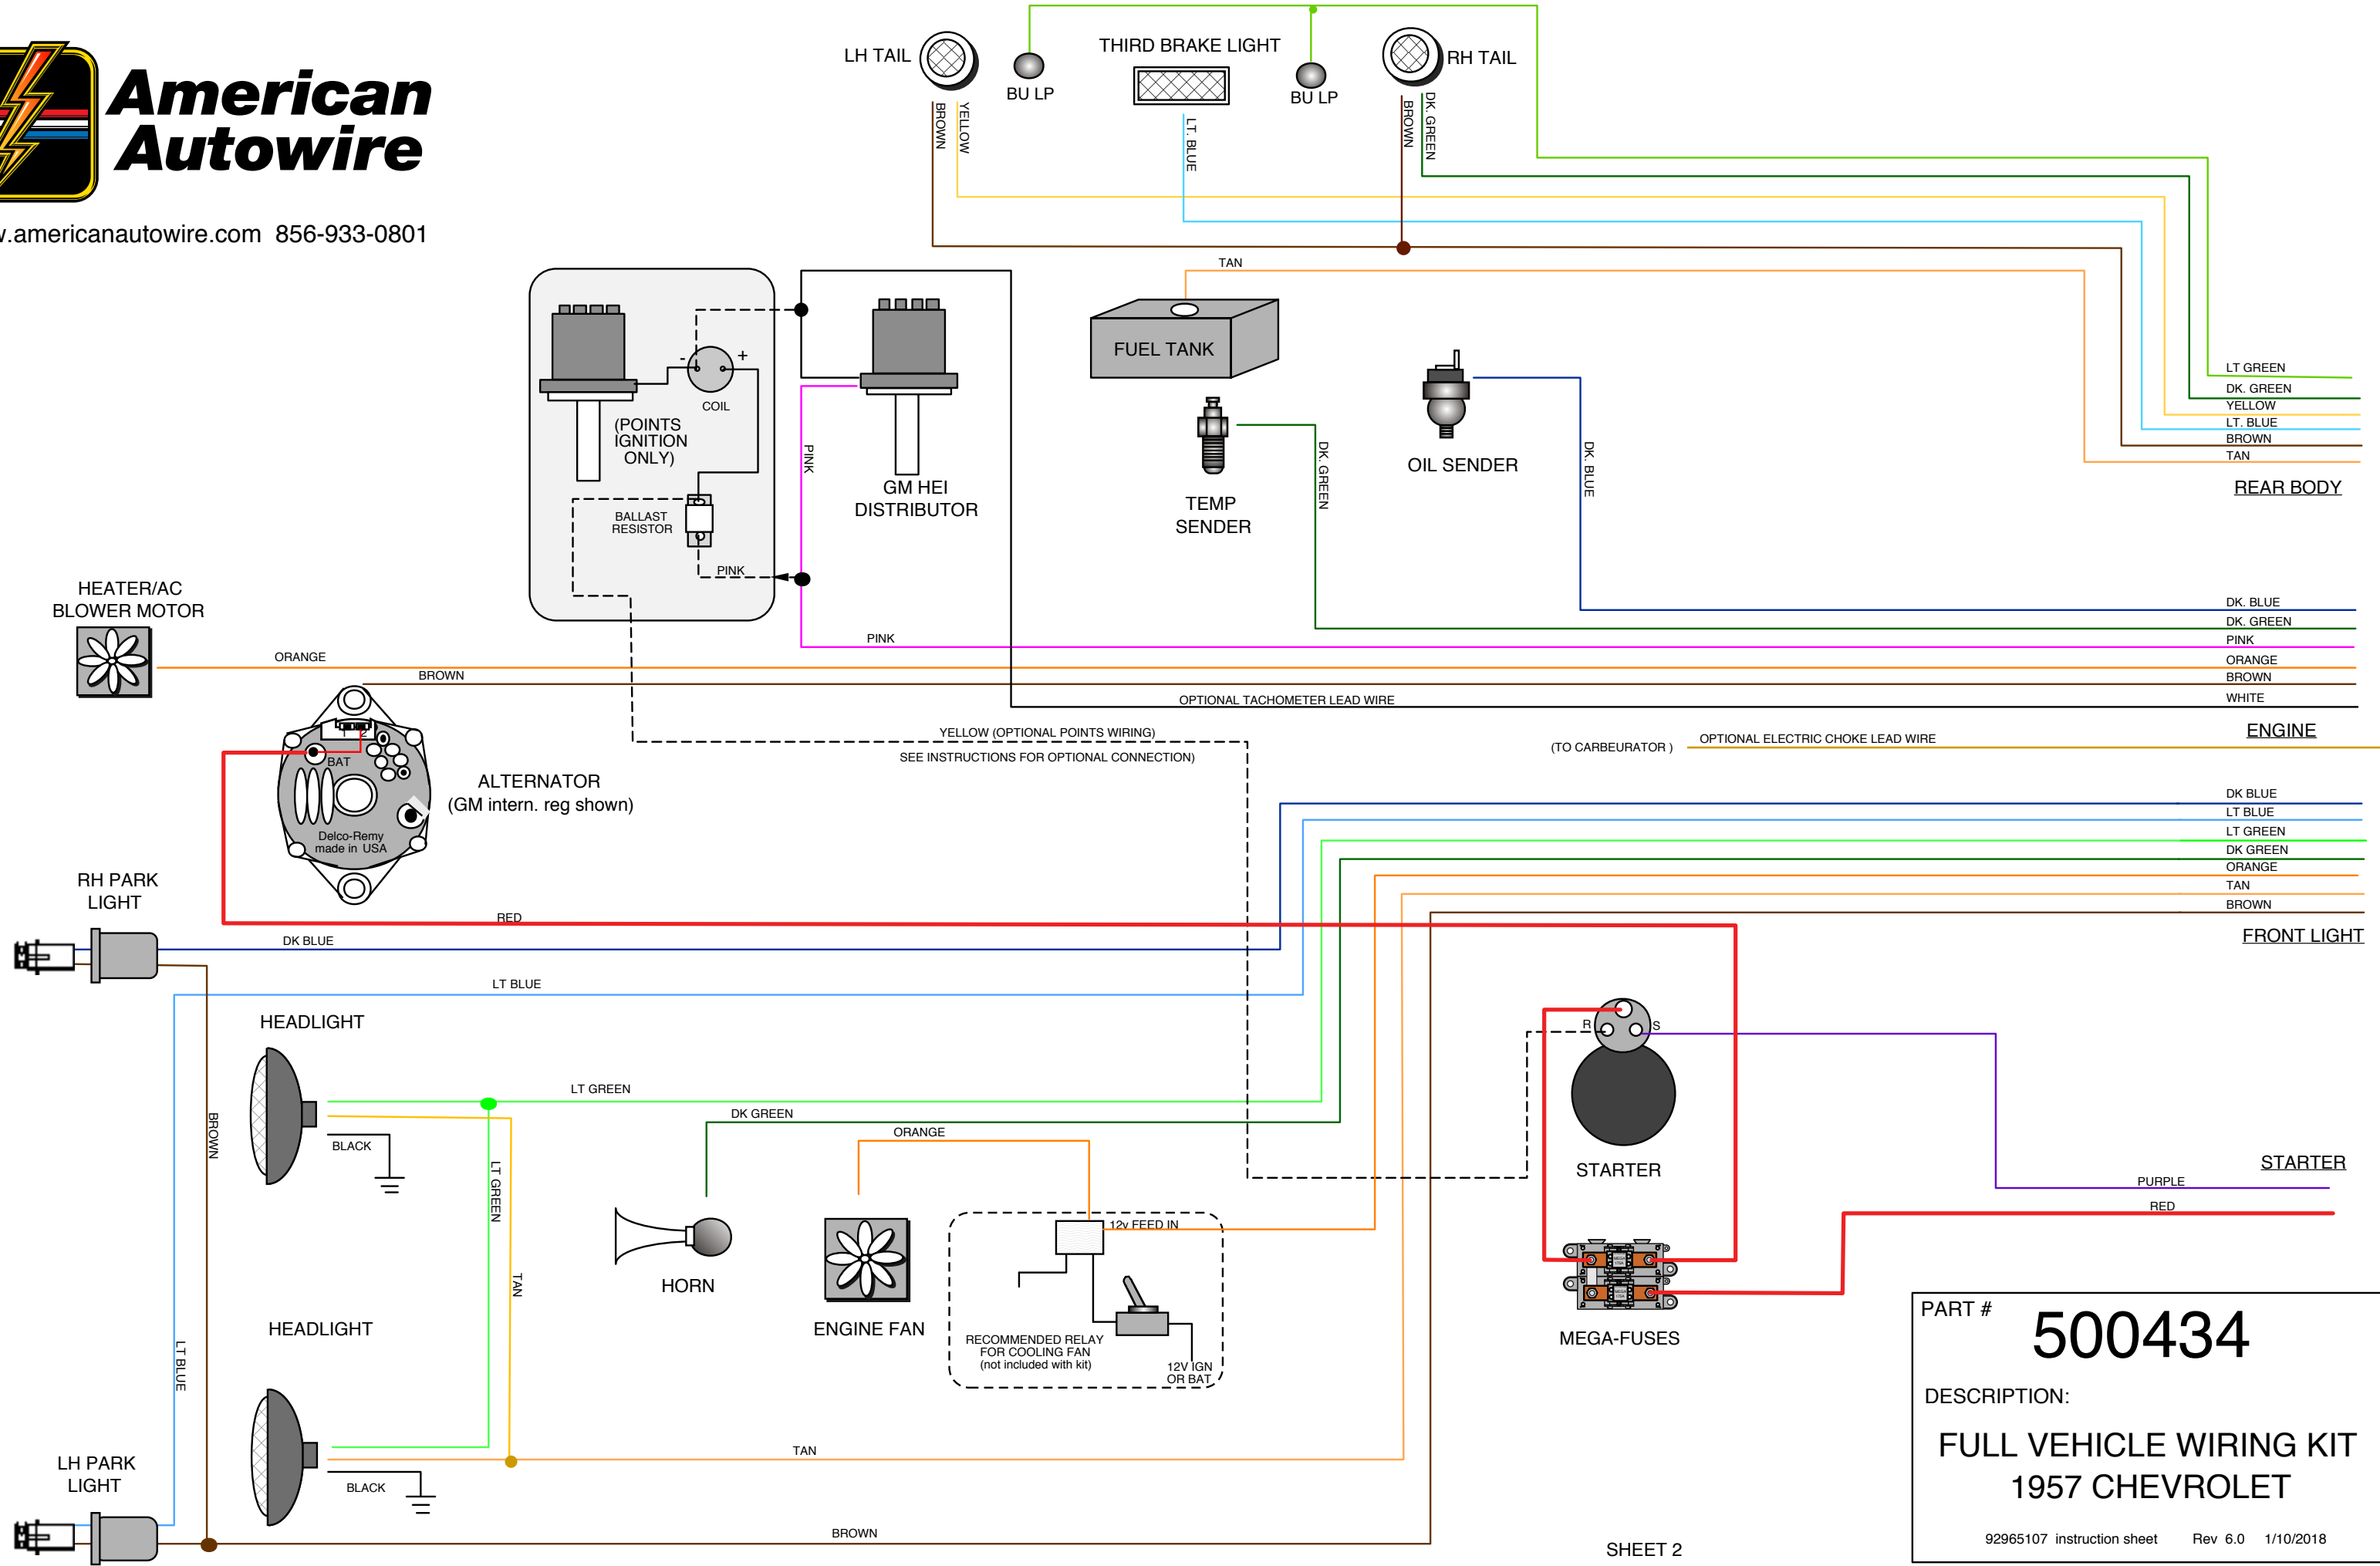 American
Autowire
.americanautowire.com 856-933-0801
LH TAIL
BU LP
THIRD BRAKE LIGHT
BU LP
RH TAIL
BROWN
YELLOW
LT. BLUE
BROWN
DK. GREEN
TAN
FUEL TANK
(POINTS
IGNITION
ONLY)
- +
COIL
BALLAST
RESISTOR
PINK
PINK
GM HEI
DISTRIBUTOR
TEMP
SENDER
DK. GREEN
OIL SENDER
DK. BLUE
LT GREEN
DK. GREEN
YELLOW
LT. BLUE
BROWN
TAN
REAR BODY
HEATER/AC
BLOWER MOTOR
ORANGE
BROWN
PINK
OPTIONAL TACHOMETER LEAD WIRE
YELLOW (OPTIONAL POINTS WIRING)
SEE INSTRUCTIONS FOR OPTIONAL CONNECTION)
DK. BLUE
DK. GREEN
PINK
ORANGE
BROWN
WHITE
ENGINE
(TO CARBEURATOR )
OPTIONAL ELECTRIC CHOKE LEAD WIRE
1 2
BAT
Delco-Remy
made in USA
ALTERNATOR
(GM intern. reg shown)
DK BLUE
LT BLUE
LT GREEN
DK GREEN
ORANGE
TAN
BROWN
FRONT LIGHT
RH PARK
LIGHT
RED
DK BLUE
LT BLUE
HEADLIGHT
BROWN
LT GREEN
BLACK
LT GREEN
DK GREEN
ORANGE
TAN
HORN
ENGINE FAN
12v FEED IN
RECOMMENDED RELAY
FOR COOLING FAN
(not included with kit)
12V IGN
OR BAT
R S
STARTER
STARTER
PURPLE
RED
MEGA-FUSES
HEADLIGHT
LT BLUE
BLACK
TAN
LH PARK
LIGHT
BROWN
SHEET 2
PART #
500434
DESCRIPTION:
FULL VEHICLE WIRING KIT
1957 CHEVROLET
92965107 instruction sheet Rev 6.0 1/10/2018